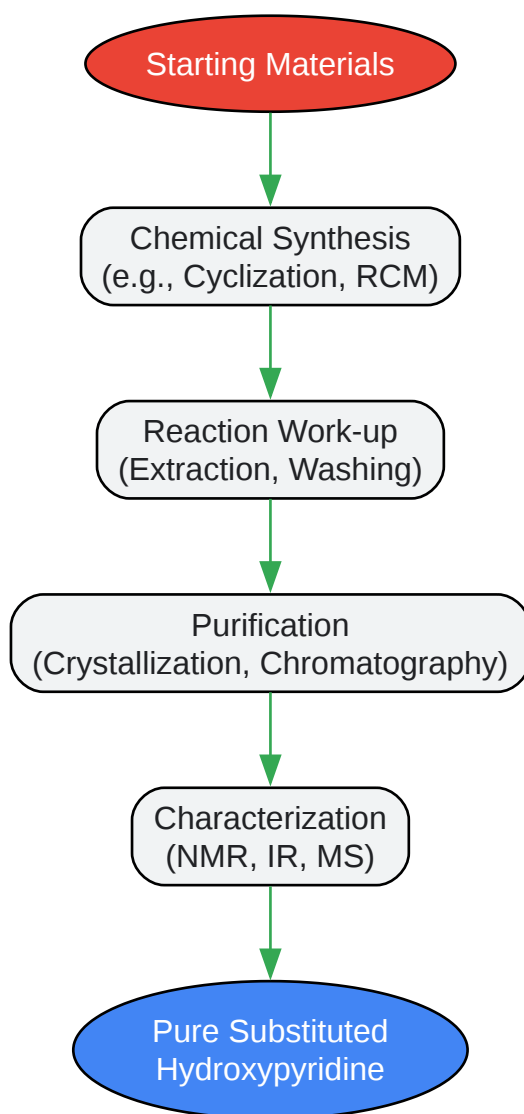 Starting Materials
Chemical Synthesis
(e.g., Cyclization, RCM)
Reaction Work-up
(Extraction, Washing)
Purification
(Crystallization, Chromatography)
Characterization
(NMR, IR, MS)
Pure Substituted
Hydroxypyridine